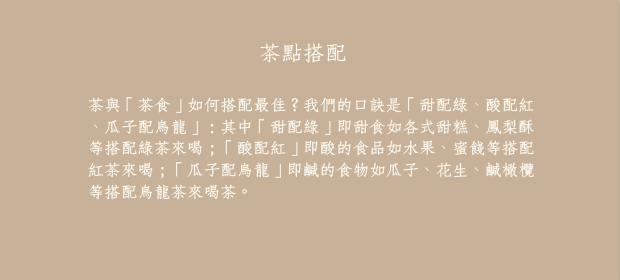 茶點搭配
茶與「茶食」如何搭配最佳？我們的口訣是「甜配綠、酸配紅
、瓜子配烏龍」：其中「甜配綠」即甜食如各式甜糕、鳳梨酥
等搭配綠茶來喝；「酸配紅」即酸的食品如水果、蜜餞等搭配
紅茶來喝；「瓜子配烏龍」即鹹的食物如瓜子、花生、鹹橄欖
等搭配烏龍茶來喝茶。